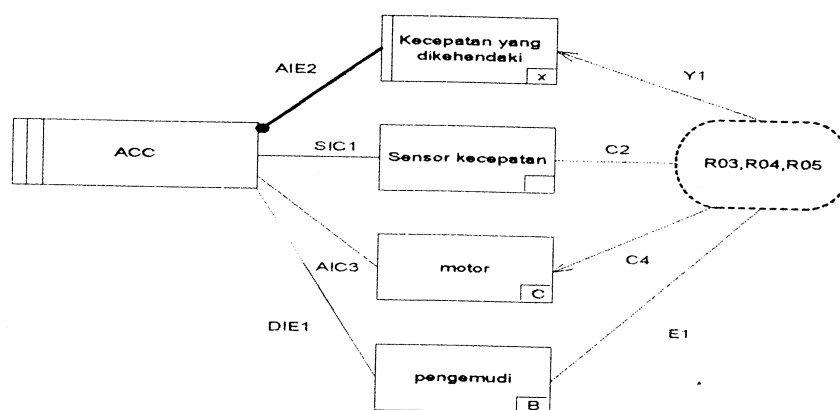 Kecepatan yang
dikehendaki
x
AIE2
Y1
ACC
SIC1
Sensor kecepatan
C2
R03,R04,R05
AIC3
motor
C
C4
DIE1
E1
pengemudi
B